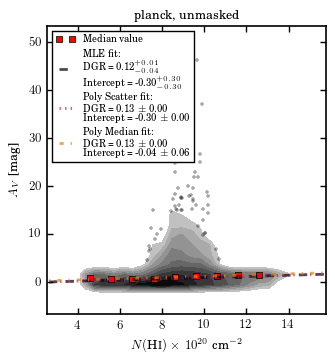 planck, unmasked
50
40
30
20
10
0
A_V [mag]
Median value
MLE fit:
DGR = 0.12^{+0.01}_{-0.04}
Intercept = -0.30^{+0.30}_{-0.30}
Poly Scatter fit:
DGR = 0.13 ± 0.00
Intercept = -0.30 ± 0.00
Poly Median fit:
DGR = 0.13 ± 0.00
Intercept = -0.04 ± 0.06
4 6 8 10 12 14
N(HI) × 10^{20} cm^{-2}